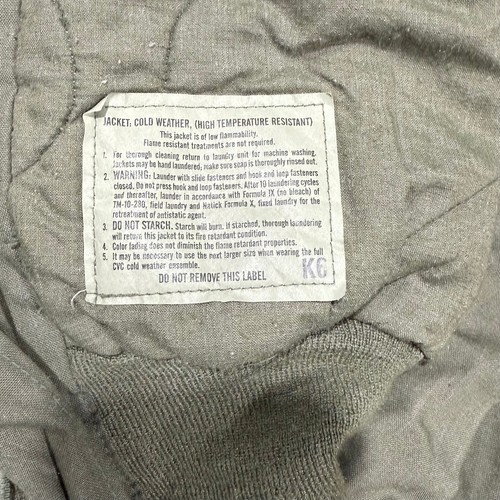 JACKET, COLD WEATHER, (HIGH TEMPERATURE RESISTANT)
This jacket is of low flammability.
Flame resistant treatments are not required.
1. For thorough cleaning return to laundry unit for machine washing.
Jackets may be hand laundered, make sure soap is thoroughly rinsed out.
2. WARNING: Launder with slide fasteners and hook and loop fasteners
closed. Do not press hook and loop fasteners. After 10 laundering cycles
and thereafter, launder in accordance with Formula IX (no bleach) of
TM-10-280, field laundry and Natick Formula X, fixed laundry for the
retreatment of antistatic agent.
3. DO NOT STARCH. Starch will burn. If starched, thorough laundering
will return this jacket to its fire retardant condition.
4. Color fading does not diminish the flame retardant properties.
5. It may be necessary to use the next larger size when wearing the full
CVC cold weather ensemble.
DO NOT REMOVE THIS LABEL
K6